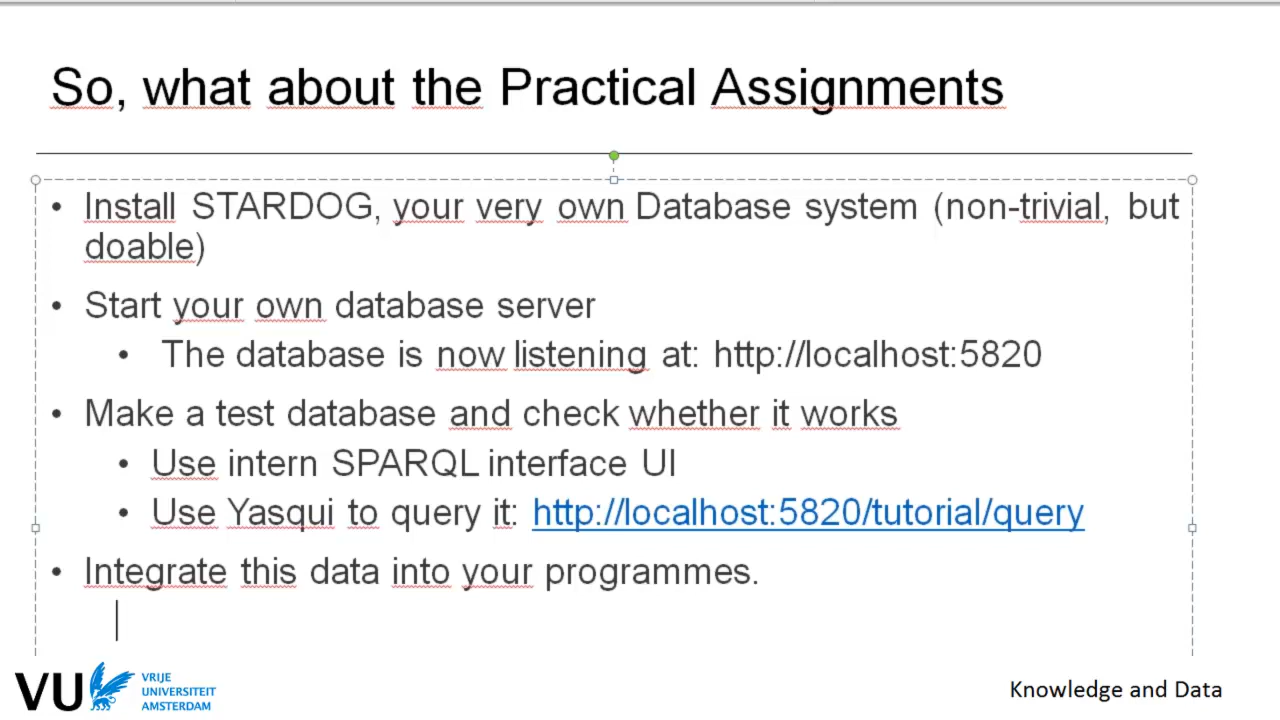 So, what about the Practical Assignments
• Install STARDOG, your very own Database system (non-trivial, but
doable)
• Start your own database server
• The database is now listening at: http://localhost:5820
• Make a test database and check whether it works
• Use intern SPARQL interface UI
• Use Yasqui to query it: http://localhost:5820/tutorial/query
• Integrate this data into your programmes.
VU VRIJE
UNIVERSITEIT
AMSTERDAM
Knowledge and Data